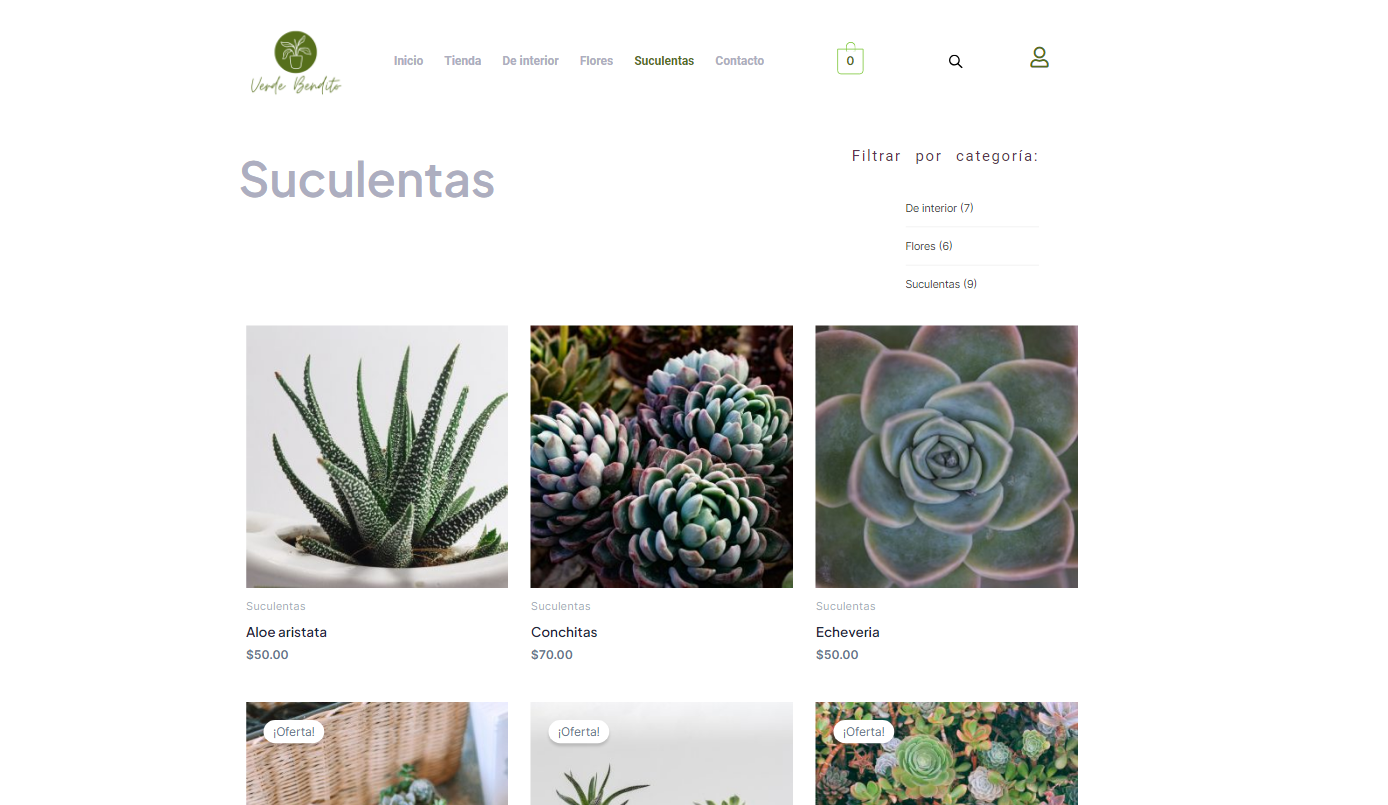 Verde Bendito
Inicio Tienda De interior Flores Suculentas Contacto 0
Filtrar por categoría:
Suculentas
De interior (7)
Flores (6)
Suculentas (9)
Suculentas Suculentas Suculentas
Aloe aristata Conchitas Echeveria
$50.00 $70.00 $50.00
¡Oferta! ¡Oferta! ¡Oferta!